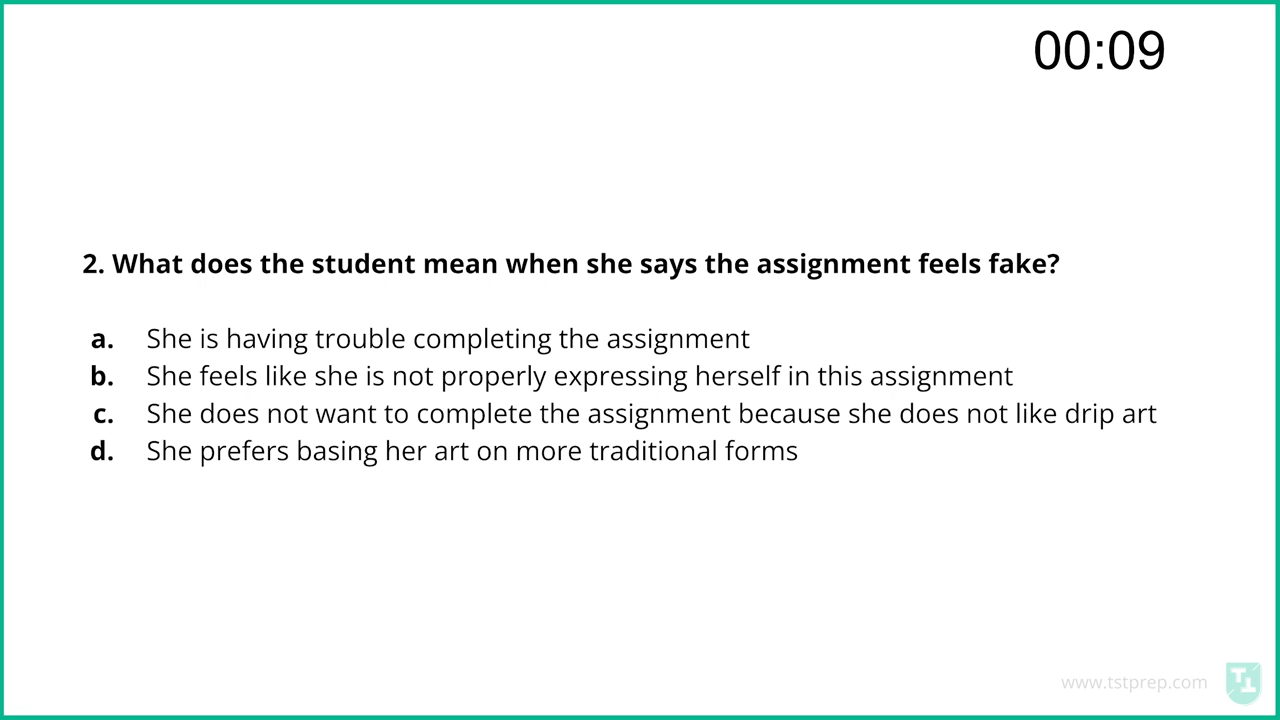 00:09
2. What does the student mean when she says the assignment feels fake?
a. She is having trouble completing the assignment
b. She feels like she is not properly expressing herself in this assignment
c. She does not want to complete the assignment because she does not like drip art
d. She prefers basing her art on more traditional forms
www.tstprep.com